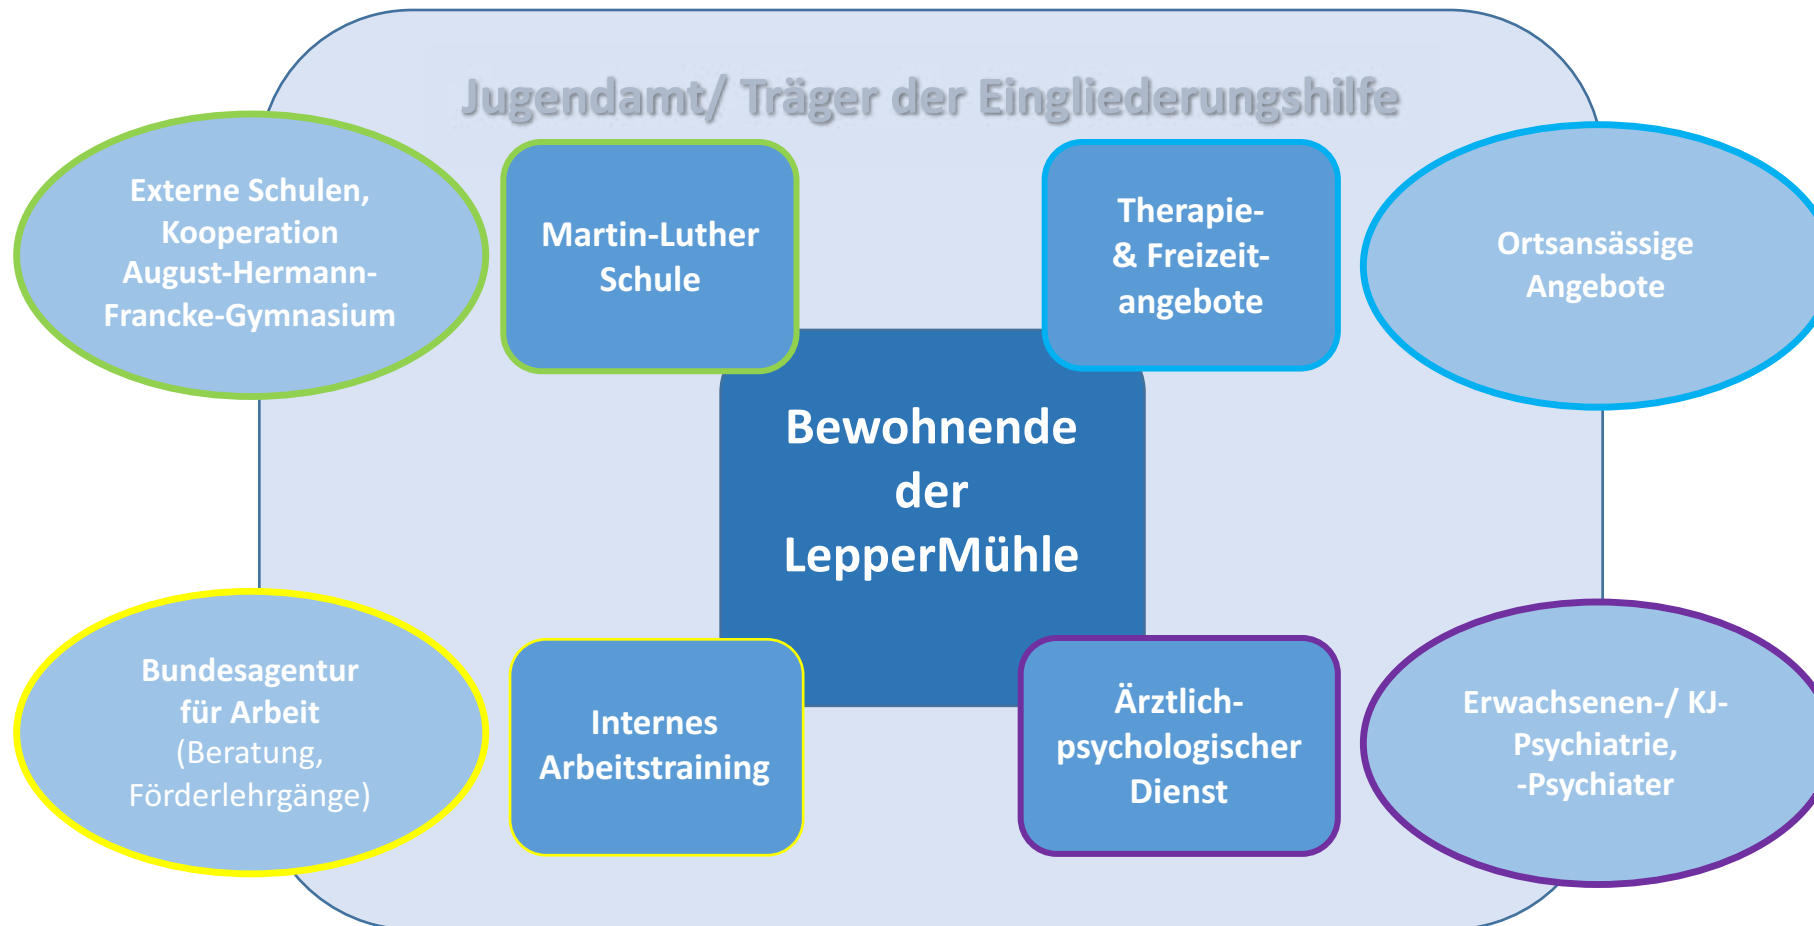 Jugendamt/ Träger der Eingliederungshilfe
Externe Schulen,
Kooperation
August-Hermann-
Francke-Gymnasium
Martin-Luther
Schule
Therapie-
& Freizeit-
angebote
Ortsansässige
Angebote
Bewohnende
der
LepperMühle
Bundesagentur
für Arbeit
(Beratung,
Förderlehrgänge)
Internes
Arbeitstraining
Ärztlich-
psychologischer
Dienst
Erwachsenen-/ KJ-
Psychiatrie,
-Psychiater